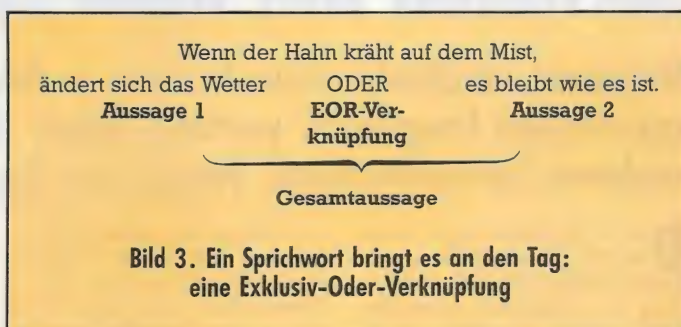 Wenn der Hahn kräht auf dem Mist,
ändert sich das Wetter ODER es bleibt wie es ist.
Aussage 1 EOR-Ver- Aussage 2
knüpfung
Gesamtaussage
Bild 3. Ein Sprichwort bringt es an den Tag:
eine Exklusiv-Oder-Verknüpfung